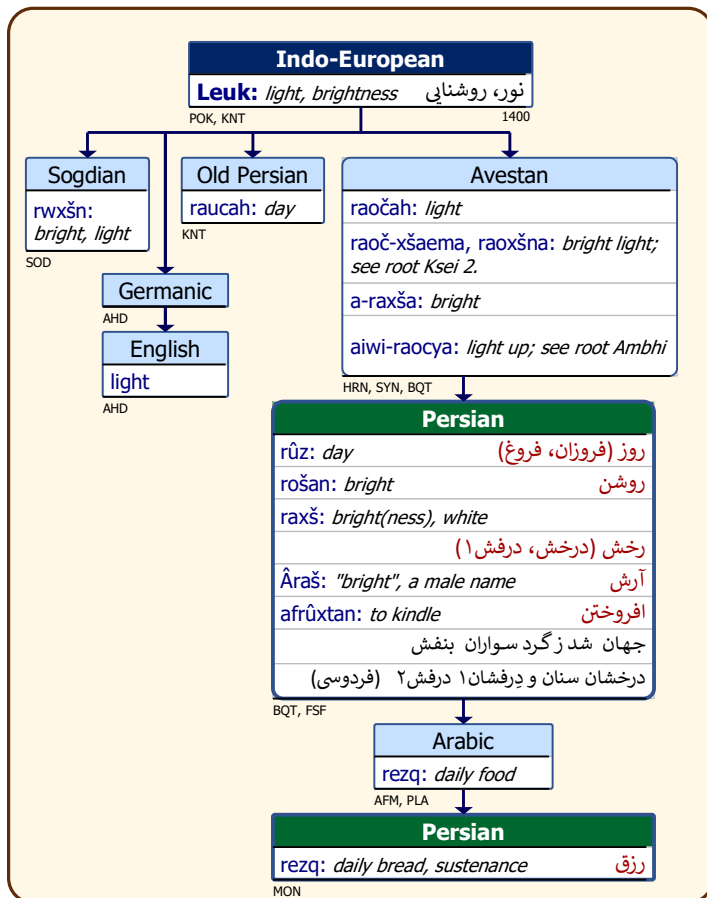 Indo-European
Leuk: light, brightness نور، روشنایی
POK, KNT 1400
Sogdian
rwxšn:
bright, light
SOD
Old Persian
raucah: day
KNT
Germanic
AHD
English
light
AHD
Avestan
raočah: light
raoč-xšaema, raoxšna: bright light;
see root Ksei 2.
a-raxša: bright
aiwi-raocya: light up; see root Ambhi
HRN, SYN, BQT
Persian
rûz: day روز (فروزان، فروغ)
rošan: bright روشن
raxš: bright(ness), white
رخش (درخش، درفش۱)
Âraš: "bright", a male name آرش
afrûxtan: to kindle افروختن
جهان شد ز گرد سواران بنفش
درخشان سنان و دِرفشان۱ درفش۲ (فردوسی)
BQT, FSF
Arabic
rezq: daily food
AFM, PLA
Persian
rezq: daily bread, sustenance رزق
MON